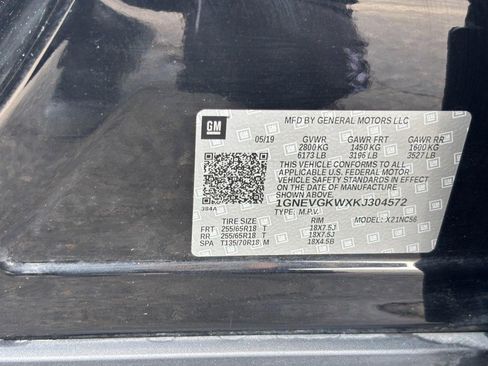 MFD BY GENERAL MOTORS LLC
GM
05/19 GVWR GAWR FRT GAWR RR
2800 KG 1450 KG 1600 KG
6173 LB 3196 LB 3527 LB
THIS VEHICLE CONFORMS TO ALL
APPLICABLE U.S. FEDERAL MOTOR
VEHICLE SAFETY
STANDARDS IN EFFECT ON THE DATE OF
MANUFACTURE SHOWN ABOVE.
1GNEVGKWXKJ304572
TYPE: M.P.V. MODEL: X21NC56
384A
TIRE SIZE RIM
FRT 255/65R18 T 18X7.5J
RR 255/65R18 T 18X7.5J
SPA T135/70R18 M 18X4.5B